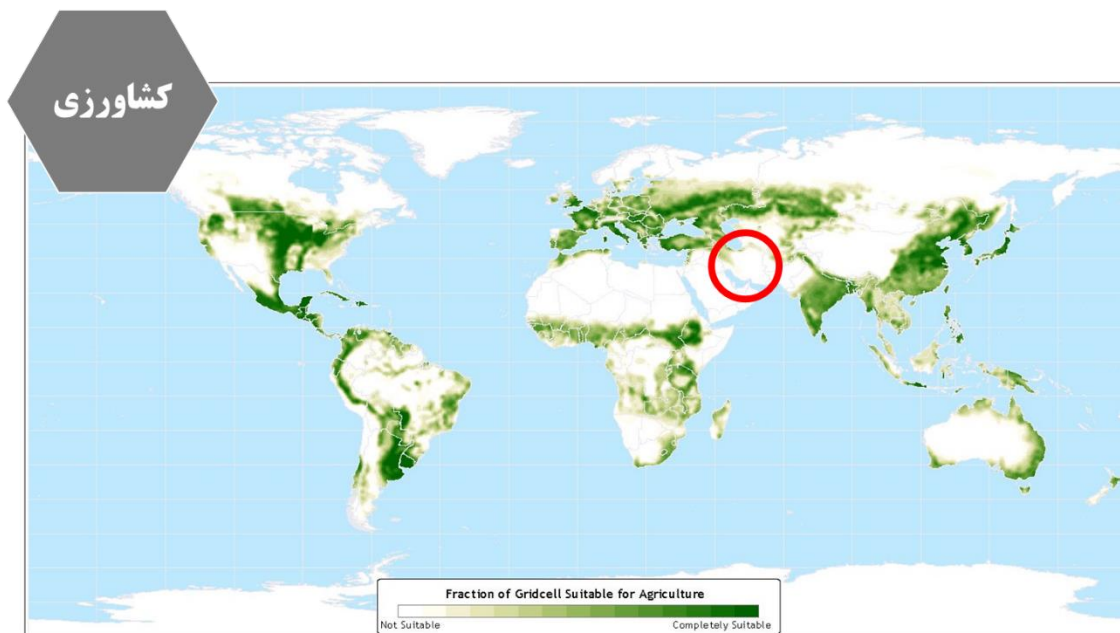 کشاورزی
Fraction of Gridcell Suitable for Agriculture
Not Suitable
Completely Suitable